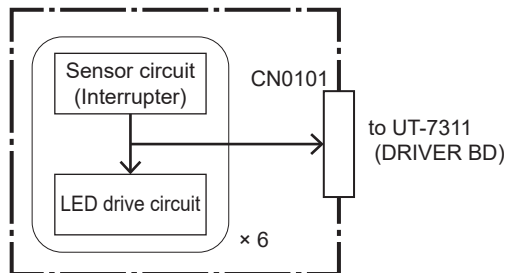 Sensor circuit
(Interrupter)
CN0101
to UT-7311
(DRIVER BD)
LED drive circuit
× 6